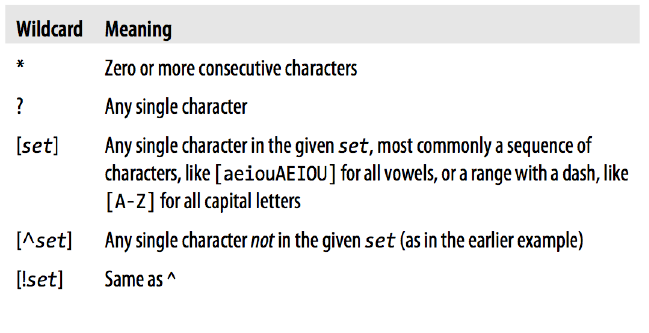 Wildcard Meaning
* Zero or more consecutive characters
? Any single character
[set] Any single character in the given set, most commonly a sequence of
characters, like [aeiouAEIOU] for all vowels, or a range with a dash, like
[A-Z] for all capital letters
[^set] Any single character not in the given set (as in the earlier example)
[!set] Same as ^